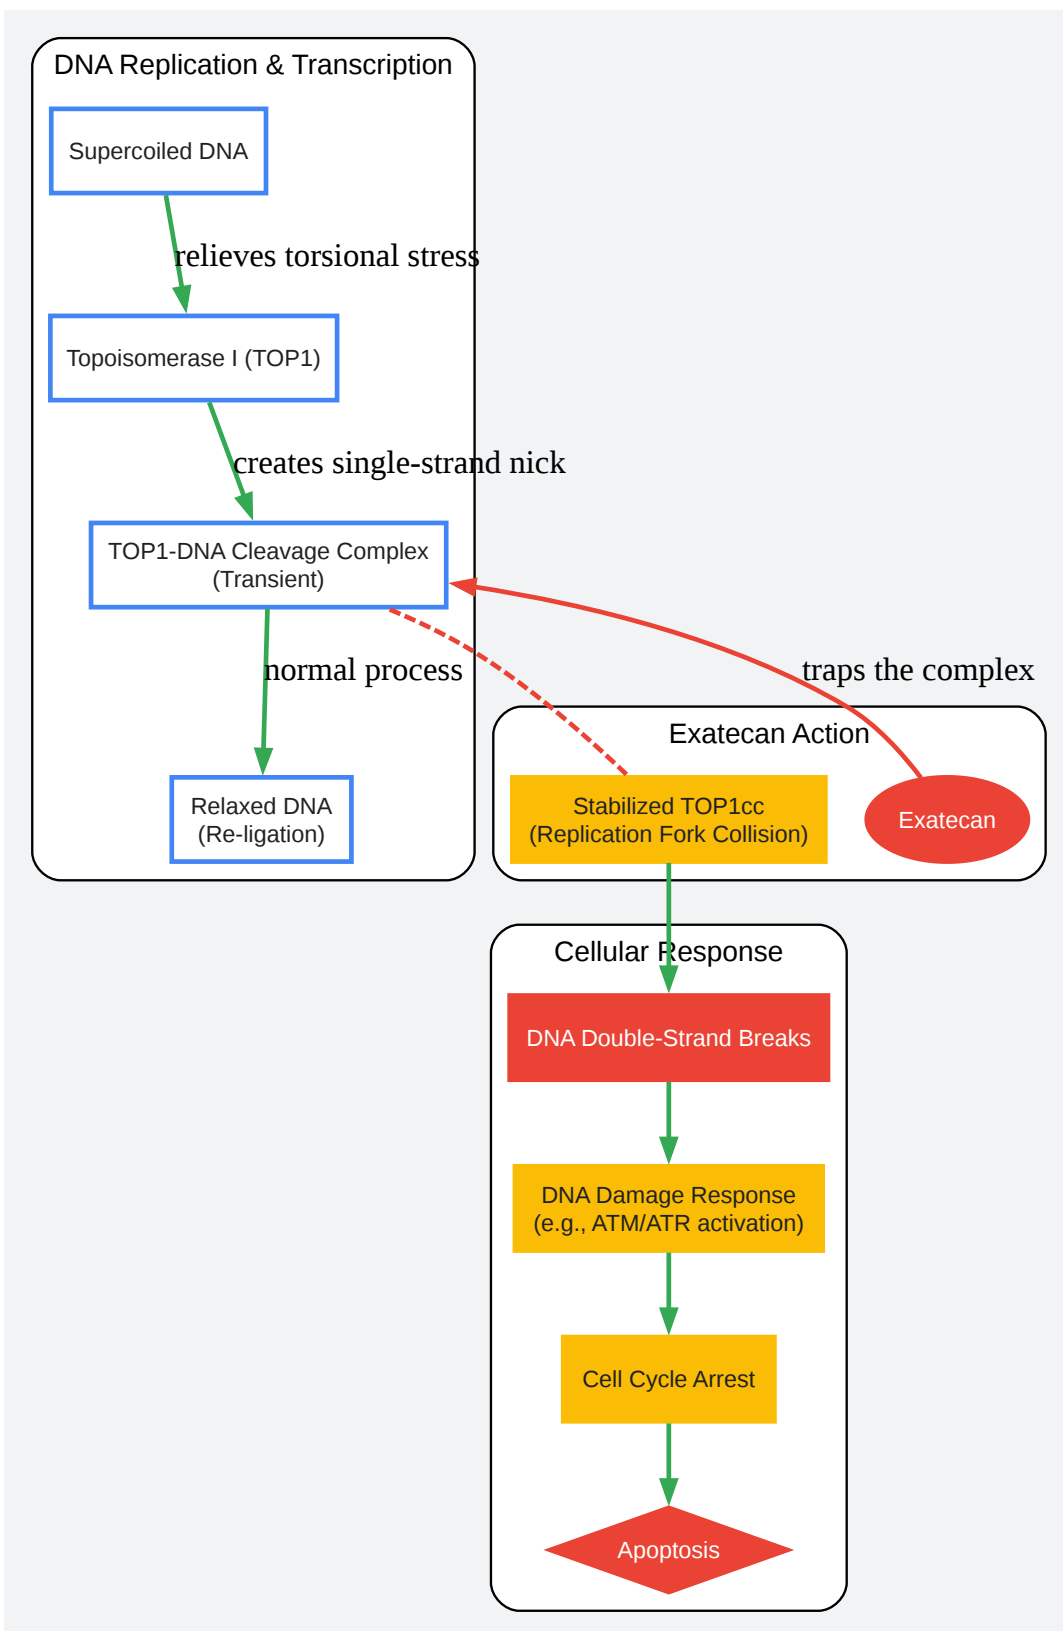 DNA Replication & Transcription
Supercoiled DNA
relieves torsional stress
Topoisomerase I (TOP1)
creates single-strand nick
TOP1-DNA Cleavage Complex
(Transient)
normal process
traps the complex
Relaxed DNA
(Re-ligation)
Exatecan Action
Stabilized TOP1cc
(Replication Fork Collision)
Exatecan
Cellular Response
DNA Double-Strand Breaks
DNA Damage Response
(e.g., ATM/ATR activation)
Cell Cycle Arrest
Apoptosis